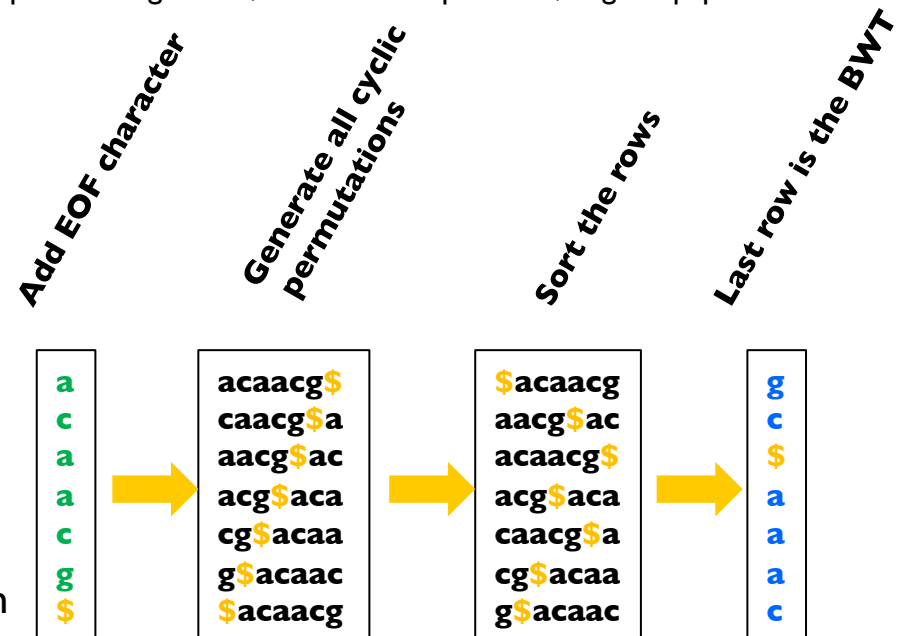 Add EOF character
Generate all cyclic
permutations
Sort the rows
Last row is the BWT
a
c
a
a
c
g
$
acaacg$
caacg$a
aacg$ac
acg$aca
cg$acaa
g$acaac
$acaacg
$acaacg
aacg$ac
acaacg$
acg$aca
caacg$a
cg$acaa
g$acaac
g
c
$
a
a
a
c